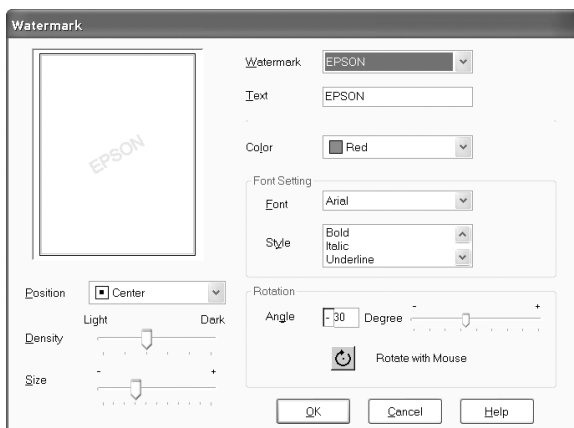 Watermark
Watermark EPSON
Text EPSON
EPSON
Color Red
Font Setting
Font Arial
Style Bold
Italic
Underline
Position Center
Light Dark
Density
Size - +
Rotation
Angle -30 Degree - +
Rotate with Mouse
OK Cancel Help